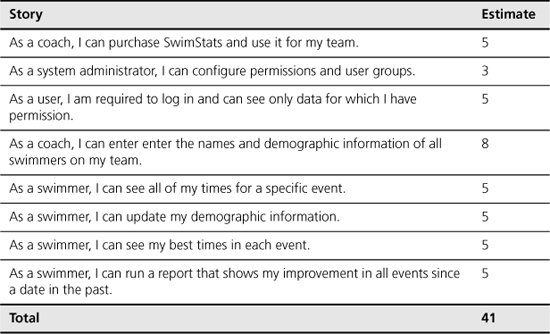 Story Estimate
As a coach, I can purchase SwimStats and use it for my team. 5
As a system administrator, I can configure permissions and user groups. 3
As a user, I am required to log in and can see only data for which I have 5
permission.
As a coach, I can enter enter the names and demographic information of all 8
swimmers on my team.
As a swimmer, I can see all of my times for a specific event. 5
As a swimmer, I can update my demographic information. 5
As a swimmer, I can see my best times in each event. 5
As a swimmer, I can run a report that shows my improvement in all events since 5
a date in the past.
Total 41